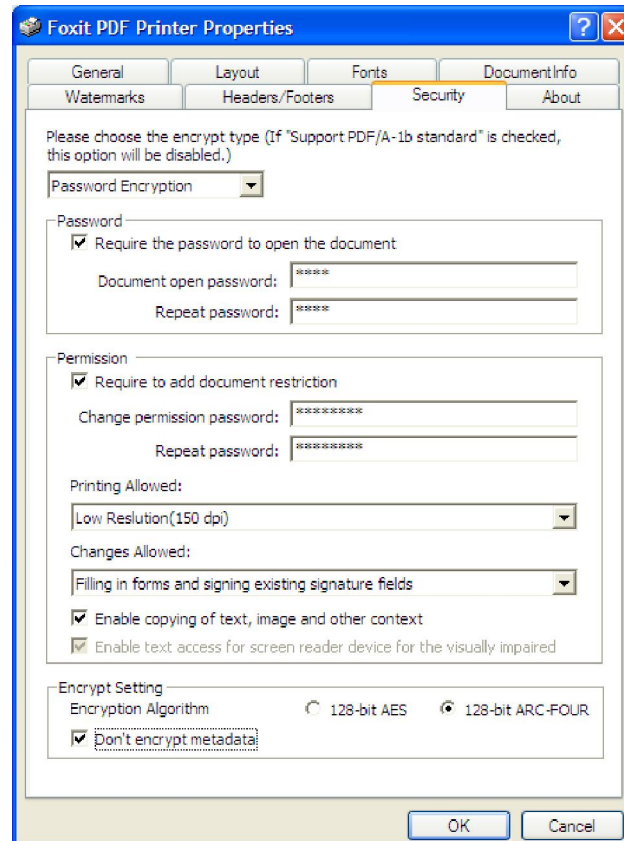 Foxit PDF Printer Properties
General Layout Fonts DocumentInfo
Watermarks Headers/Footers Security About
Please choose the encrypt type (If "Support PDF/A-1b standard" is checked,
this option will be disabled.)
Password Encryption
Password
Require the password to open the document
Document open password: ****
Repeat password: ****
Permission
Require to add document restriction
Change permission password: ********
Repeat password: ********
Printing Allowed:
Low Reslution(150 dpi)
Changes Allowed:
Filling in forms and signing existing signature fields
Enable copying of text, image and other context
Enable text access for screen reader device for the visually impaired
Encrypt Setting
Encryption Algorithm 128-bit AES 128-bit ARC-FOUR
Don't encrypt metadata
OK Cancel